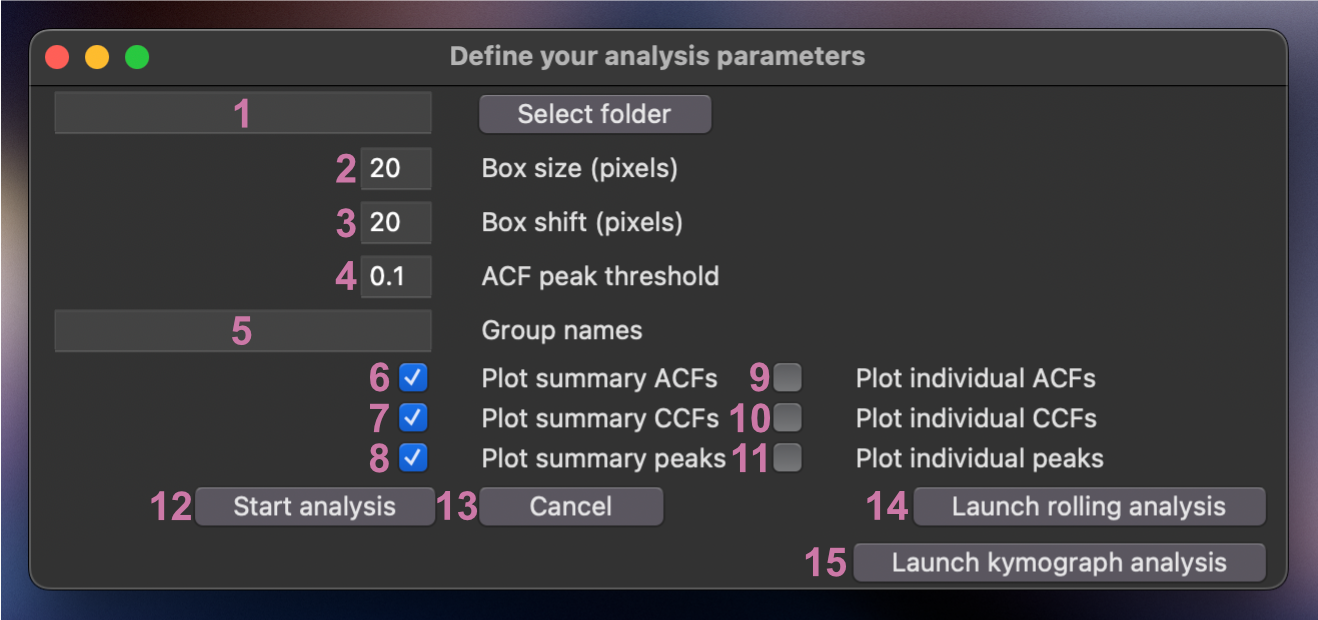 Define your analysis parameters
1 Select folder
2 20 Box size (pixels)
3 20 Box shift (pixels)
4 0.1 ACF peak threshold
5 Group names
6 Plot summary ACFs 9 Plot individual ACFs
7 Plot summary CCFs 10 Plot individual CCFs
8 Plot summary peaks 11 Plot individual peaks
12 Start analysis 13 Cancel 14 Launch rolling analysis
15 Launch kymograph analysis